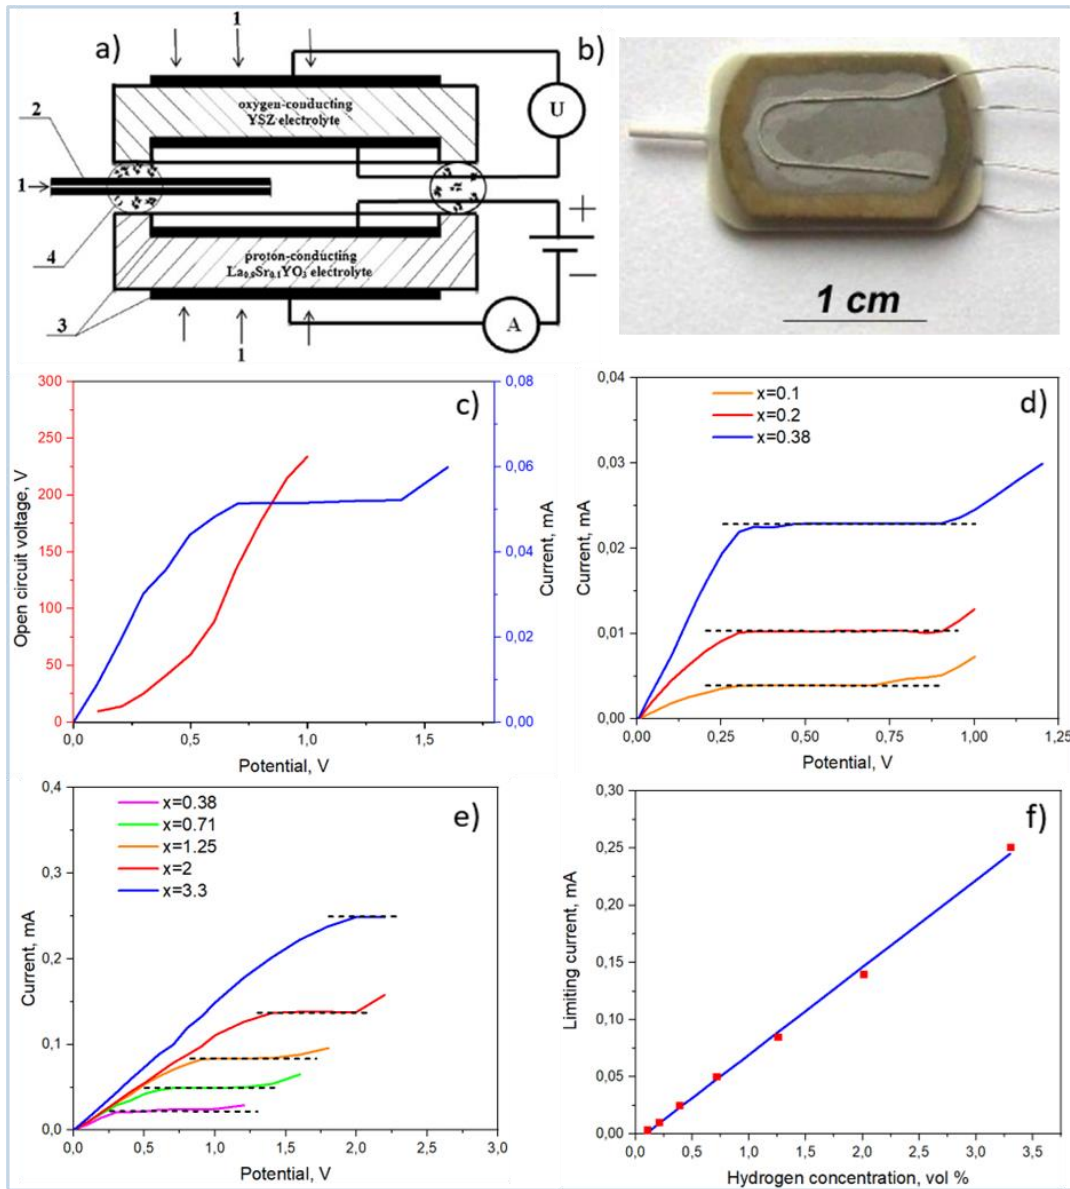 a)
1
U
oxygen-conducting
YSZ electrolyte
2
1
4
3
+
−
proton-conducting
La₀.₉Sr₀.₁YO₃ electrolyte
A
1
b)
1 cm
c)
Open circuit voltage, V
300
250
200
150
100
50
0
0,08
0,06
0,04
0,02
0,00
Current, mA
0,0 0,5 1,0 1,5
Potential, V
d)
x=0.1
x=0.2
x=0.38
Current, mA
0,04
0,03
0,02
0,01
0,00
0,00 0,25 0,50 0,75 1,00 1,25
Potential, V
e)
x=0.38
x=0.71
x=1.25
x=2
x=3.3
Current, mA
0,4
0,3
0,2
0,1
0,0
0,0 0,5 1,0 1,5 2,0 2,5 3,0
Potential, V
f)
Limiting current, mA
0,30
0,25
0,20
0,15
0,10
0,05
0,00
0,0 0,5 1,0 1,5 2,0 2,5 3,0 3,5
Hydrogen concentration, vol %